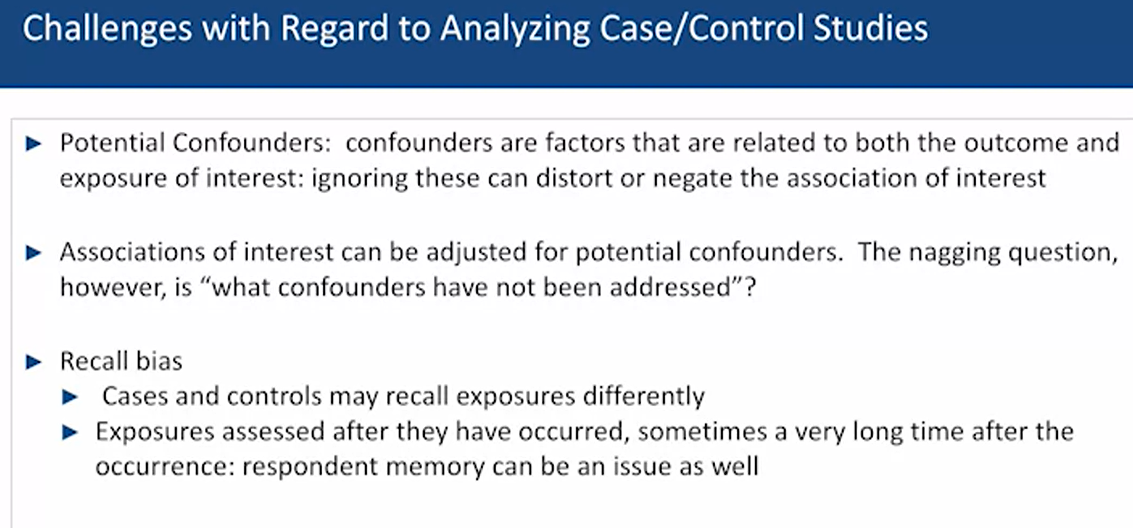 Challenges with Regard to Analyzing Case/Control Studies
► Potential Confounders:  confounders are factors that are related to both the outcome and
exposure of interest: ignoring these can distort or negate the association of interest
► Associations of interest can be adjusted for potential confounders.  The nagging question,
however, is “what confounders have not been addressed”?
► Recall bias
► Cases and controls may recall exposures differently
► Exposures assessed after they have occurred, sometimes a very long time after the
occurrence: respondent memory can be an issue as well